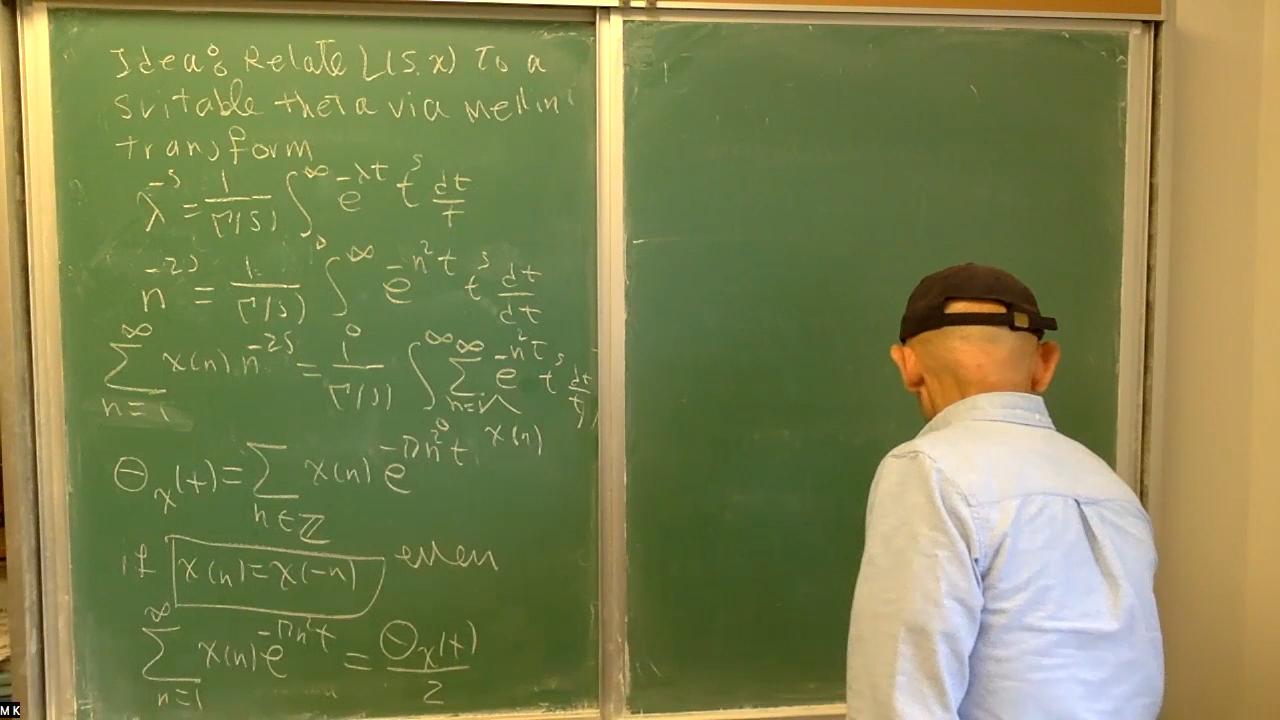 Idea: Relate L(s, χ) To a
suitable theta via mellin
transform
λ^{-s} = 1/Γ(s) ∫_0^∞ e^{-λt} t^s dt/t
n^{-2s} = 1/Γ(s) ∫_0^∞ e^{-n²t} t^s dt/dt
∑_{n=1}^∞ χ(n) n^{-2s} = 1/Γ(s) ∫_0^∞ ∑_{n=1}^∞ e^{-n²t} t^s dt/t
χ(n)
Θ_χ(t) = ∑_{n∈ℤ} χ(n) e^{-πn²t}
if χ(n) = χ(-n) even
∑_{n=1}^∞ χ(n) e^{-πn²t} = Θ_χ(t)/2
MK